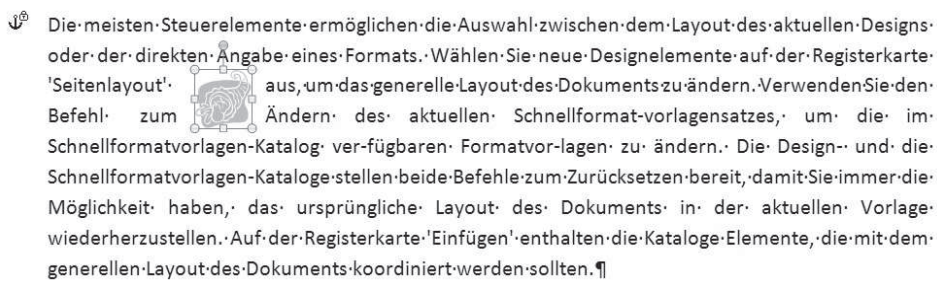 Die·meisten·Steuerelemente·ermöglichen·die·Auswahl·zwischen·dem·Layout·des·aktuellen·Designs·
oder·der·direkten·Angabe·eines·Formats.·Wählen·Sie·neue·Designelemente·auf·der·Registerkarte·
'Seitenlayout'· aus,·um·das·generelle·Layout·des·Dokuments·zu·ändern.·Verwenden·Sie·den·
Befehl· zum· Ändern· des· aktuellen· Schnellformat-vorlagensatzes,· um· die· im·
Schnellformatvorlagen-Katalog· ver-fügbaren· Formatvor-lagen· zu· ändern.· Die· Design-· und· die·
Schnellformatvorlagen-Kataloge·stellen·beide·Befehle·zum·Zurücksetzen·bereit,·damit·Sie·immer·die·
Möglichkeit· haben,· das· ursprüngliche· Layout· des· Dokuments· in· der· aktuellen· Vorlage·
wiederherzustellen.·Auf·der·Registerkarte·'Einfügen'·enthalten·die·Kataloge·Elemente,·die·mit·dem·
generellen·Layout·des·Dokuments·koordiniert·werden·sollten.¶